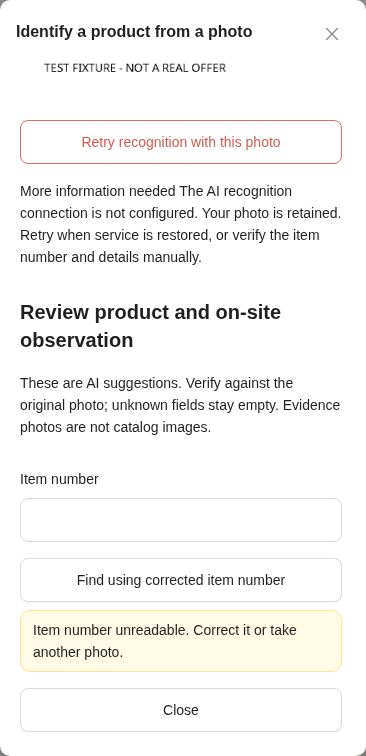 Identify a product from a photo
TEST FIXTURE - NOT A REAL OFFER
Retry recognition with this photo
More information needed The AI recognition
connection is not configured. Your photo is retained.
Retry when service is restored, or verify the item
number and details manually.
Review product and on-site
observation
These are AI suggestions. Verify against the
original photo; unknown fields stay empty. Evidence
photos are not catalog images.
Item number
Find using corrected item number
Item number unreadable. Correct it or take
another photo.
Close